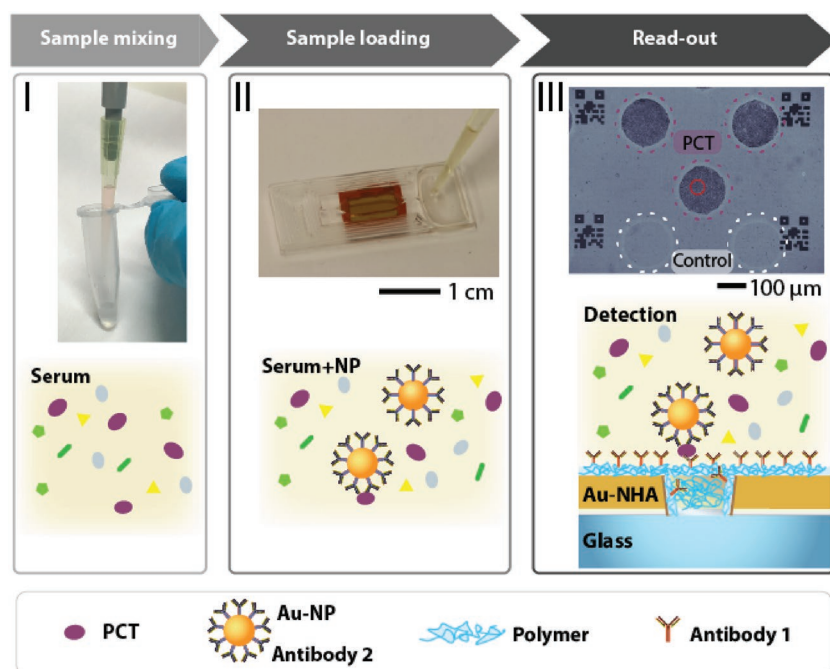 Sample mixing
Sample loading
Read-out
I
II
III
PCT
Control
1 cm
100 µm
Serum
Serum+NP
Detection
Au-NHA
Glass
PCT
Au-NP
Antibody 2
Polymer
Antibody 1